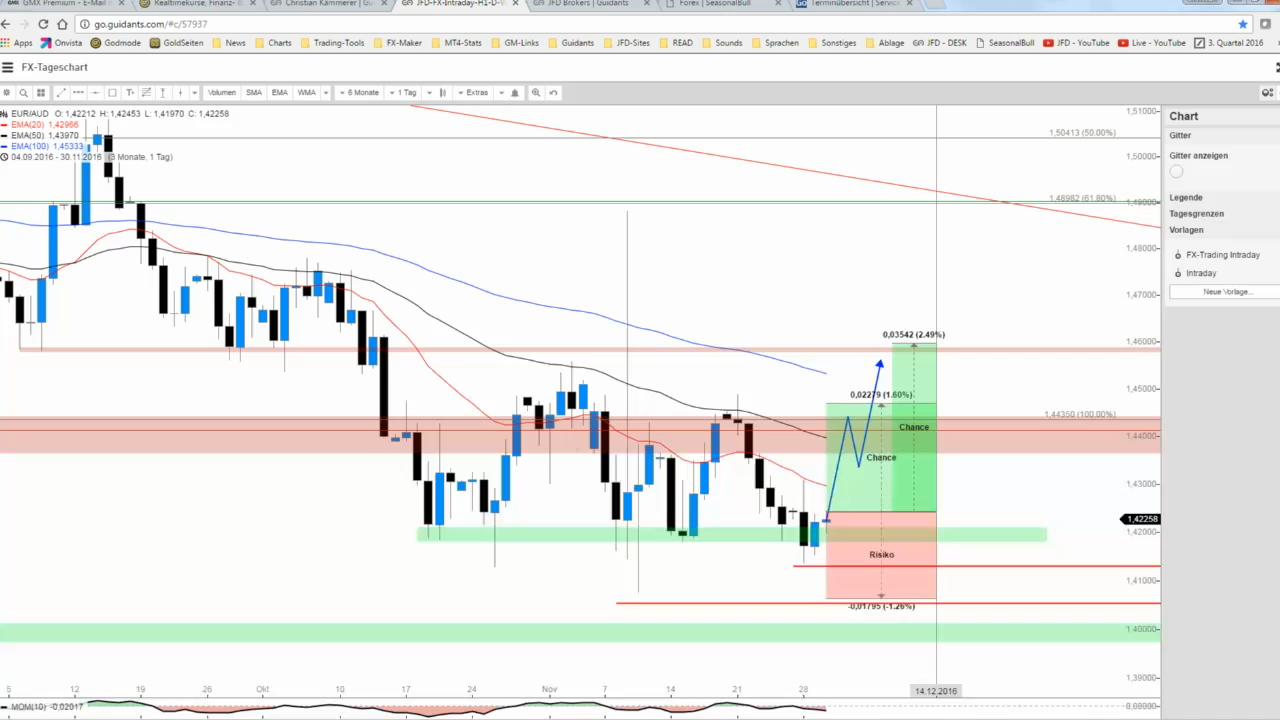 GMX Premium - E-Mail
Realtimekurse, Finanz- B
Christian Kämmerer | Gu
JFD-FX-Intraday-H1-D-W
JFD Brokers | Guidants
Forex | SeasonalBull
Terminübersicht | Servic
go.guidants.com/#c/57937
Apps Onvista Godmode GoldSeiten News Charts Trading-Tools FX-Maker MT4-Stats GM-Links Guidants JFD-Sites READ Sounds Sprachen Sonstiges Ablage JFD - DESK SeasonalBull JFD - YouTube Live - YouTube 3. Quartal 2016
FX-Tageschart
Volumen SMA EMA WMA 6 Monate 1 Tag Extras
EUR/AUD O: 1,42212 H: 1,42453 L: 1,41970 C: 1,42258
EMA(20) 1,42966
EMA(50) 1,43970
EMA(100) 1,45333
04.09.2016 - 30.11.2016 (3 Monate, 1 Tag)
1,51000
1,50413 (50.00%)
1,50000
1,48982 (61.80%)
1,49000
1,48000
1,47000
0,03542 (2.49%)
1,46000
0,02279 (1.60%)
1,45000
1,44350 (100.00%)
Chance
1,44000
Chance
1,43000
1,42258
1,42000
Risiko
1,41000
-0,01795 (-1.26%)
1,40000
1,39000
5 12 19 26 Okt 10 17 24 Nov 7 14 21 28 14.12.2016
MOM(10) -0,02017
0,00000
Chart
Gitter
Gitter anzeigen
Legende
Tagesgrenzen
Vorlagen
FX-Trading Intraday
Intraday
Neue Vorlage...